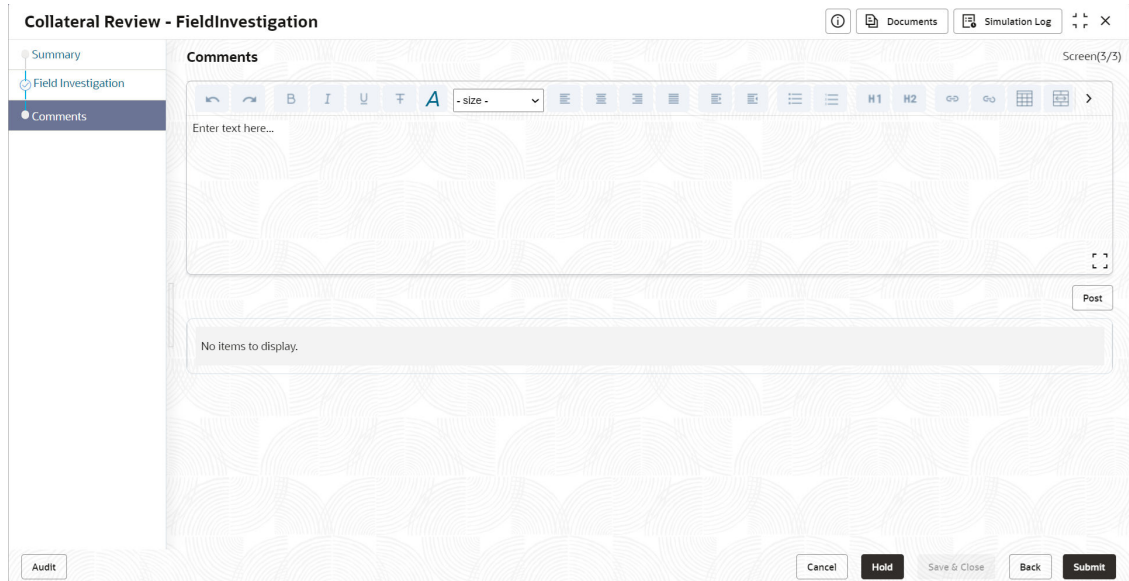 Collateral Review - FieldInvestigation
Documents
Simulation Log
Summary
Field Investigation
Comments
Comments
Screen(3/3)
B I U T A - size - H1 H2
Enter text here...
Post
No items to display.
Audit
Cancel
Hold
Save & Close
Back
Submit